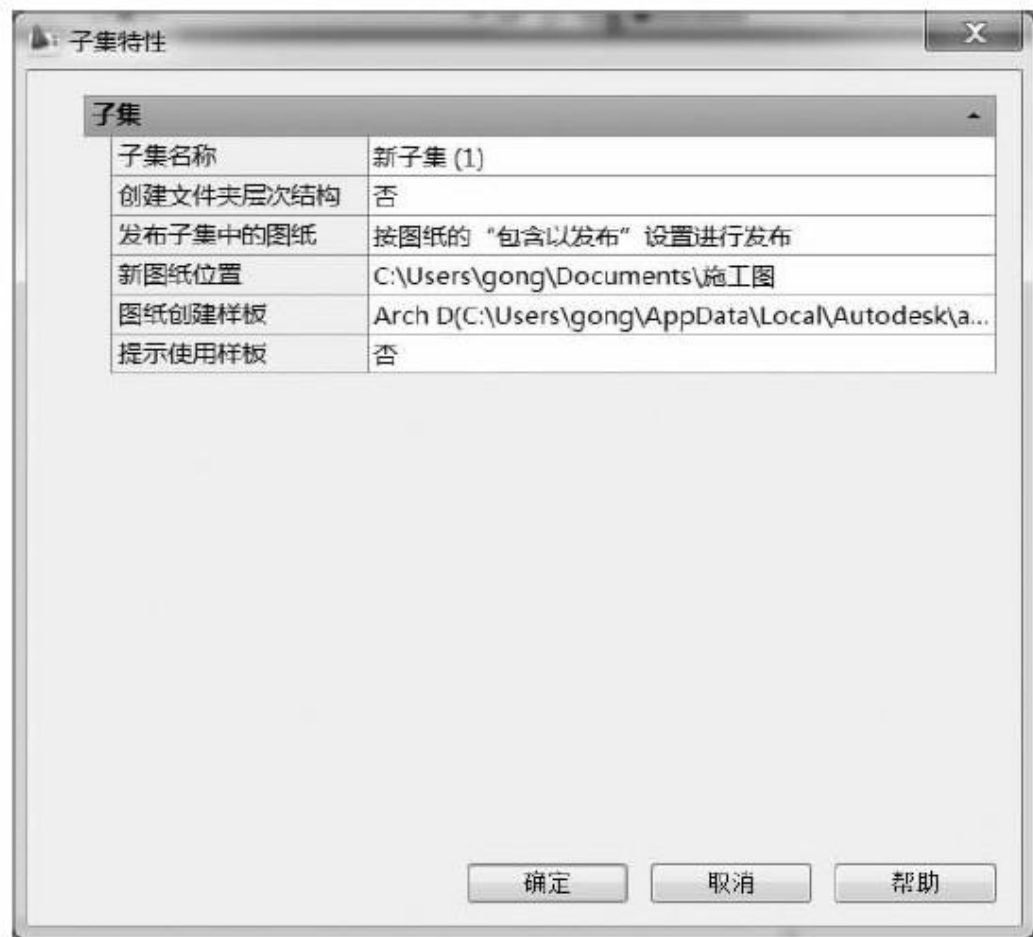 子集特性
子集
子集名称 新子集 (1)
创建文件夹层次结构 否
发布子集中的图纸 按图纸的“包含以发布”设置进行发布
新图纸位置 C:\Users\gong\Documents\施工图
图纸创建样板 Arch D(C:\Users\gong\AppData\Local\Autodesk\a...
提示使用样板 否
确定 取消 帮助